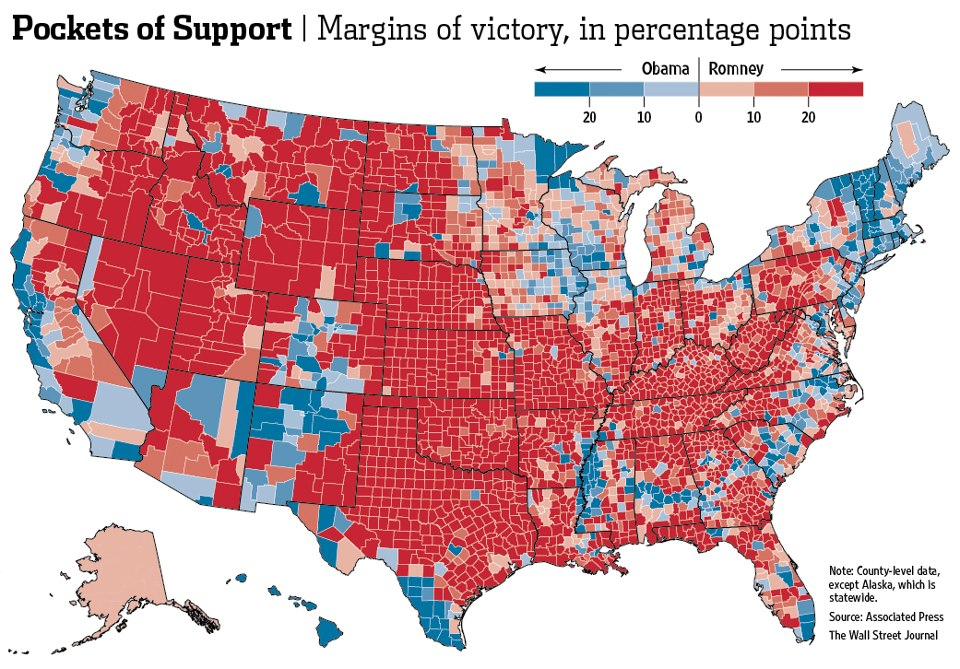 Pockets of Support | Margins of victory, in percentage points
Obama | Romney
20 10 0 10 20
Note: County-level data,
except Alaska, which is
statewide.
Source: Associated Press
The Wall Street Journal